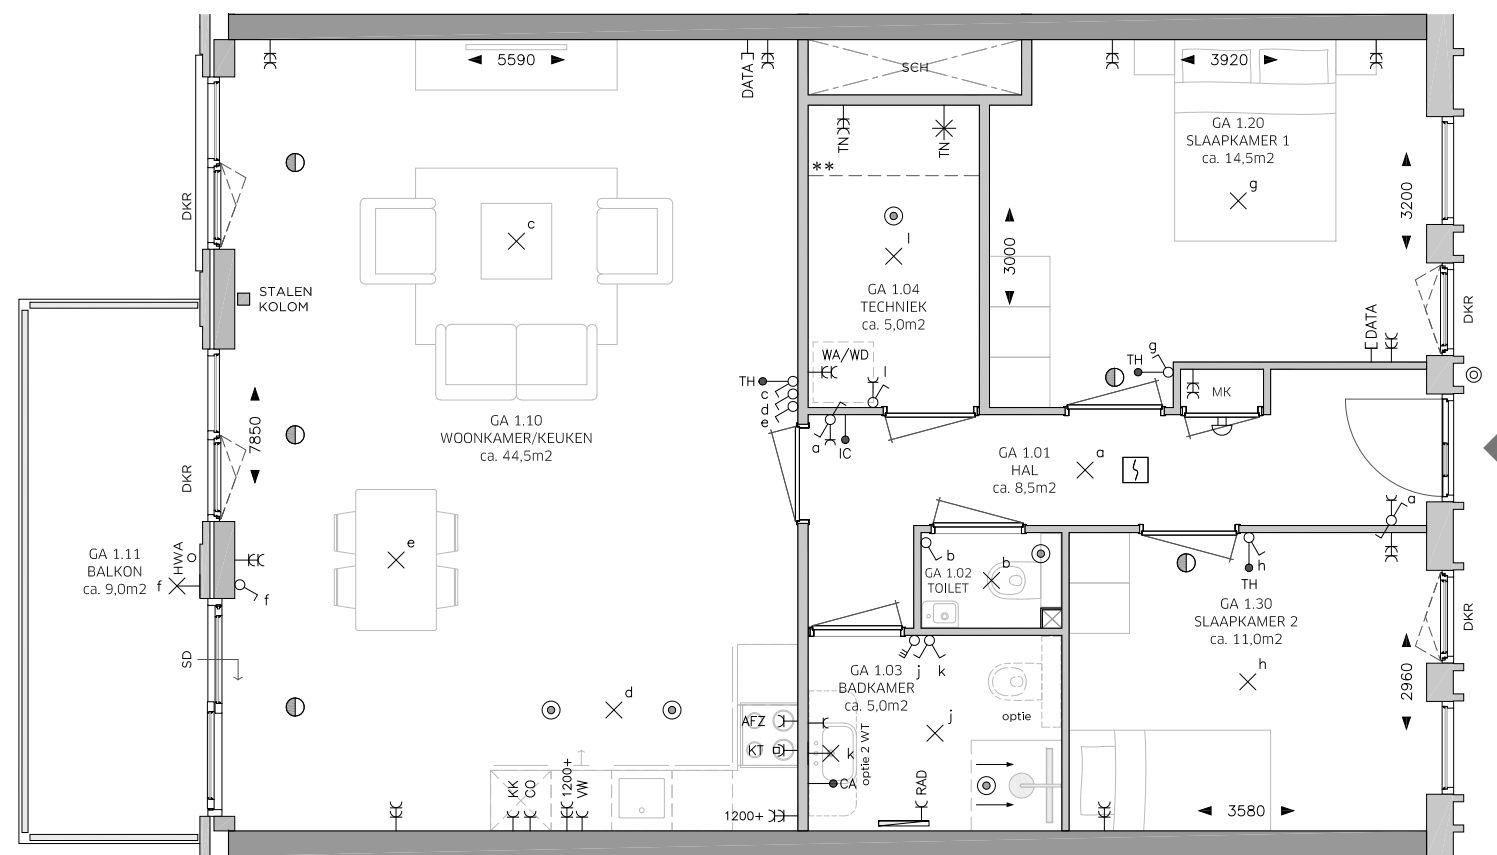 5590
DATA
SCH
3920
TN
TN
**
GA 1.20
SLAAPKAMER 1
ca. 14,5m2
g
DKR
c
l
3000
3200
STALEN
KOLOM
GA 1.04
TECHNIEK
ca. 5,0m2
DKR
DATA
WA/WD
l
g
TH
TH
c
d
e
MK
7850
GA 1.10
WOONKAMER/KEUKEN
ca. 44,5m2
a
IC
GA 1.01
HAL
ca. 8,5m2
a
DKR
a
GA 1.11
BALKON
ca. 9,0m2
HWA
f
f
e
b
b
GA 1.02
TOILET
h
TH
GA 1.30
SLAAPKAMER 2
ca. 11,0m2
DKR
SD
h
j
k
GA 1.03
BADKAMER
ca. 5,0m2
d
2960
optie
j
AFZ
KT
k
optie 2 WT
CA
RAD
KK
CO
1200+
VW
1200+
3580